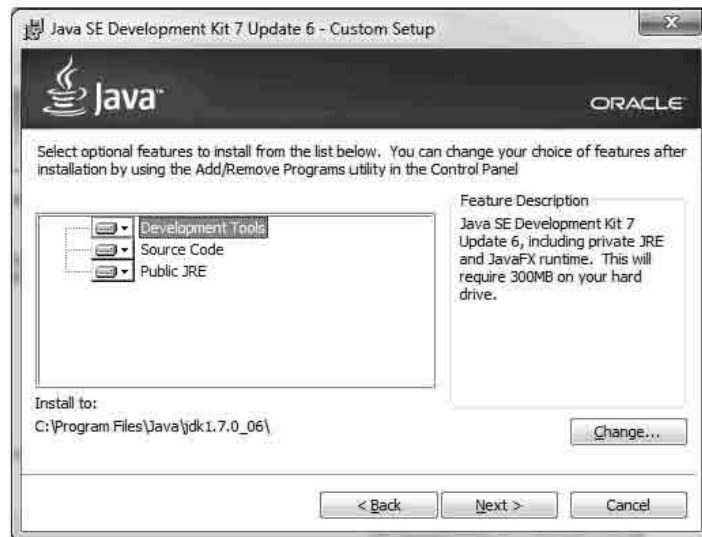 Java SE Development Kit 7 Update 6 - Custom Setup
Java
ORACLE
Select optional features to install from the list below. You can change your choice of features after
installation by using the Add/Remove Programs utility in the Control Panel
Development Tools
Source Code
Public JRE
Feature Description
Java SE Development Kit 7
Update 6, including private JRE
and JavaFX runtime. This will
require 300MB on your hard
drive.
Install to:
C:\Program Files\Java\jdk1.7.0_06\
Change...
< Back
Next >
Cancel